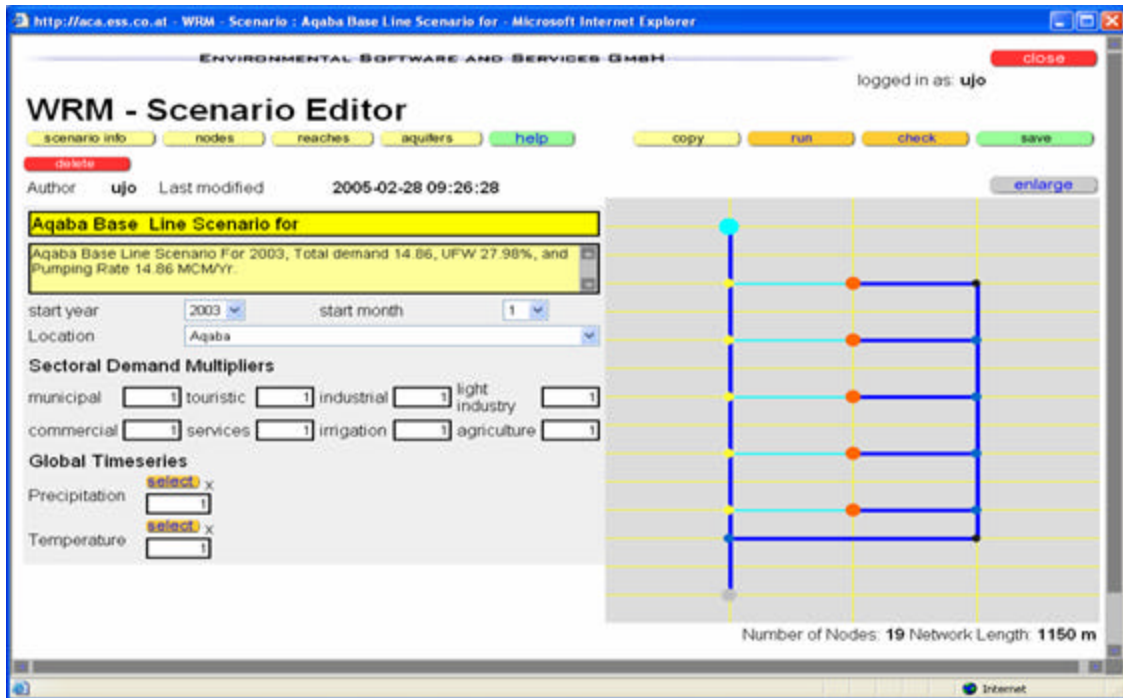 http://aca.ess.co.at - WRM - Scenario : Aqaba Base Line Scenario for - Microsoft Internet Explorer
ENVIRONMENTAL SOFTWARE AND SERVICES GMBH
close
logged in as: ujo
WRM - Scenario Editor
scenario info nodes reaches aquifers help copy run check save
delete
Author ujo Last modified 2005-02-28 09:26:28 enlarge
Aqaba Base Line Scenario for
Aqaba Base Line Scenario For 2003, Total demand 14.86, UFW 27.98%, and
Pumping Rate 14.86 MCM/Yr.
start year 2003 start month 1
Location Aqaba
Sectoral Demand Multipliers
municipal 1 touristic 1 industrial 1 light industry 1
commercial 1 services 1 irrigation 1 agriculture 1
Global Timeseries
Precipitation select x 1
Temperature select x 1
Number of Nodes: 19 Network Length: 1150 m
Internet